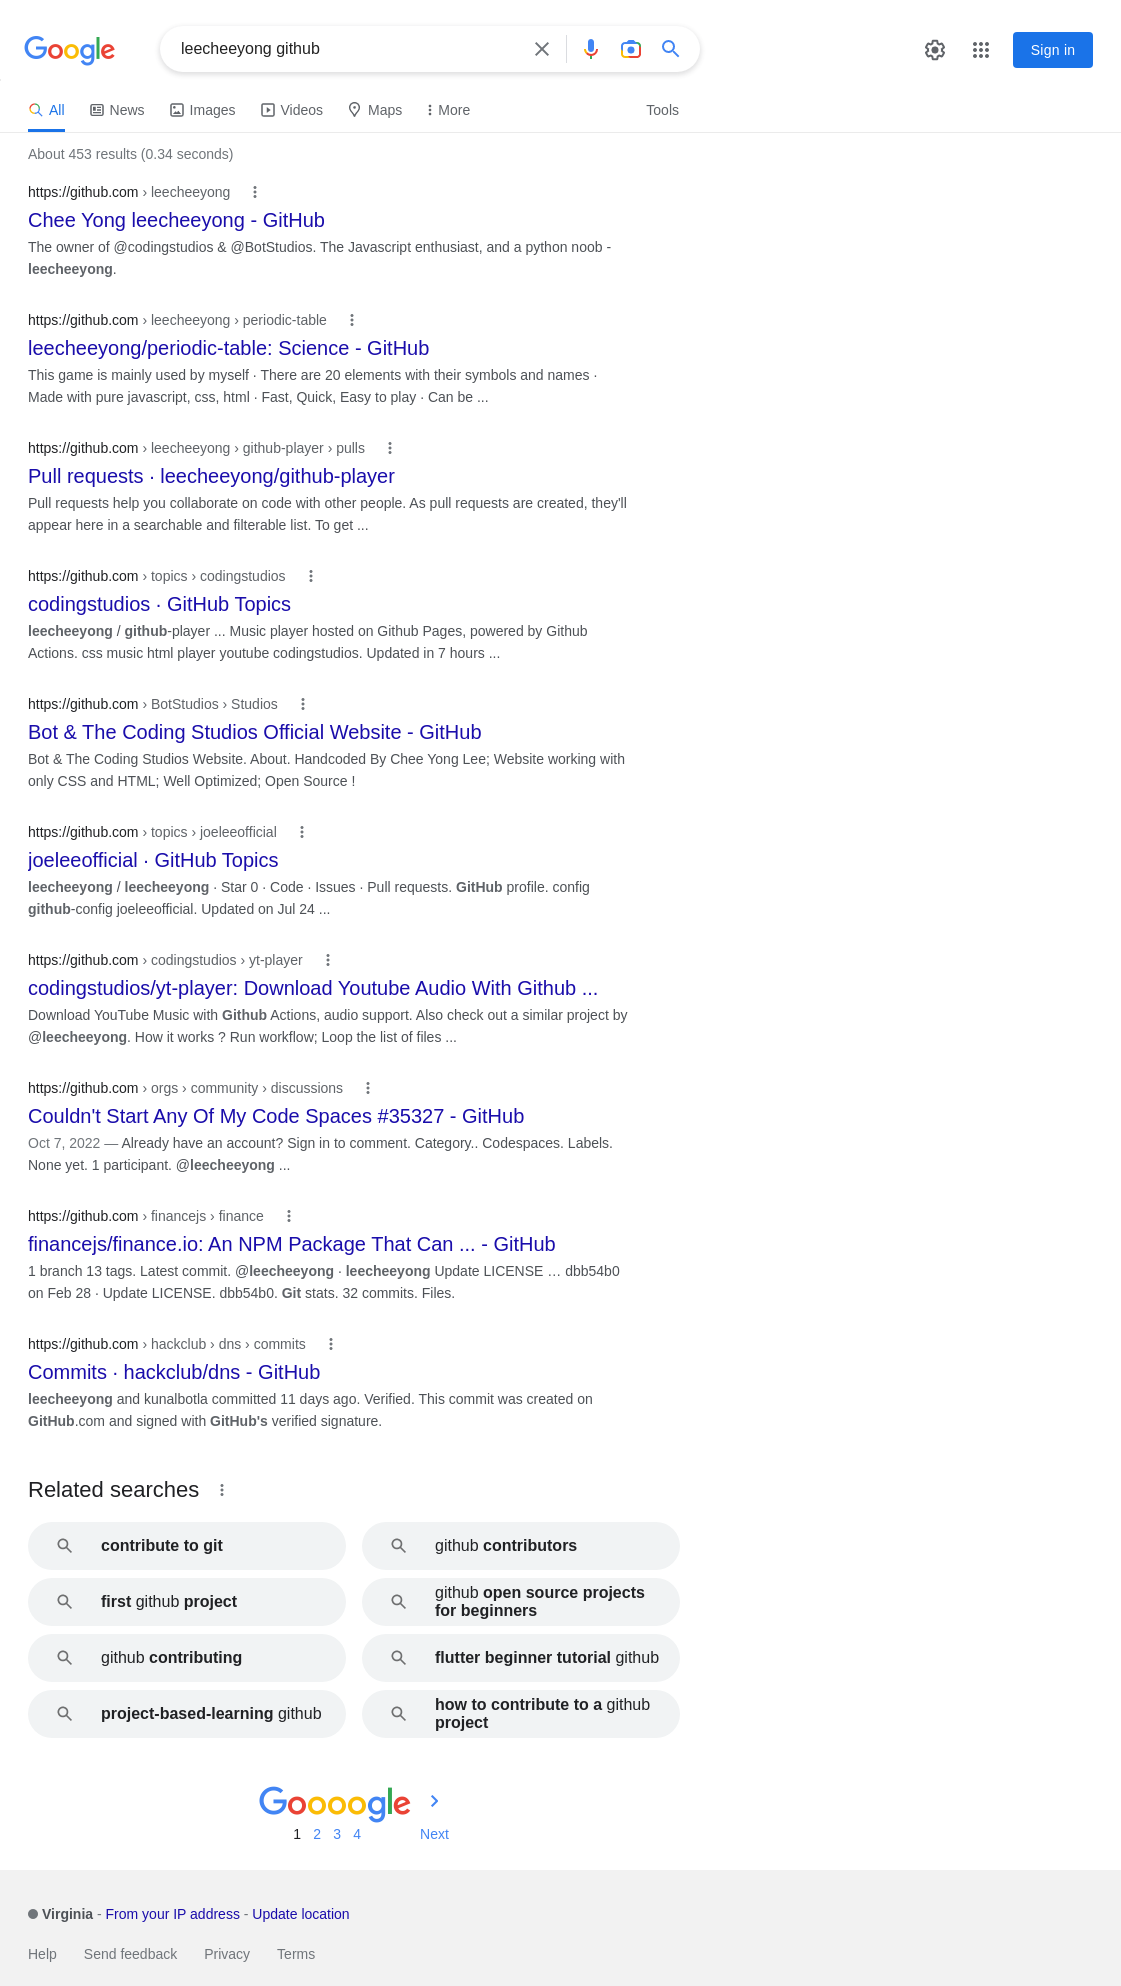 Google
leecheeyong github
Sign in
All News Images Videos Maps More Tools
About 453 results (0.34 seconds)
https://github.com › leecheeyong
Chee Yong leecheeyong - GitHub
The owner of @codingstudios & @BotStudios. The Javascript enthusiast, and a python noob -
leecheeyong.
https://github.com › leecheeyong › periodic-table
leecheeyong/periodic-table: Science - GitHub
This game is mainly used by myself · There are 20 elements with their symbols and names ·
Made with pure javascript, css, html · Fast, Quick, Easy to play · Can be ...
https://github.com › leecheeyong › github-player › pulls
Pull requests · leecheeyong/github-player
Pull requests help you collaborate on code with other people. As pull requests are created, they'll
appear here in a searchable and filterable list. To get ...
https://github.com › topics › codingstudios
codingstudios · GitHub Topics
leecheeyong / github-player ... Music player hosted on Github Pages, powered by Github
Actions. css music html player youtube codingstudios. Updated in 7 hours ...
https://github.com › BotStudios › Studios
Bot & The Coding Studios Official Website - GitHub
Bot & The Coding Studios Website. About. Handcoded By Chee Yong Lee; Website working with
only CSS and HTML; Well Optimized; Open Source !
https://github.com › topics › joeleeofficial
joeleeofficial · GitHub Topics
leecheeyong / leecheeyong · Star 0 · Code · Issues · Pull requests. GitHub profile. config
github-config joeleeofficial. Updated on Jul 24 ...
https://github.com › codingstudios › yt-player
codingstudios/yt-player: Download Youtube Audio With Github ...
Download YouTube Music with Github Actions, audio support. Also check out a similar project by
@leecheeyong. How it works ? Run workflow; Loop the list of files ...
https://github.com › orgs › community › discussions
Couldn't Start Any Of My Code Spaces #35327 - GitHub
Oct 7, 2022 — Already have an account? Sign in to comment. Category.. Codespaces. Labels.
None yet. 1 participant. @leecheeyong ...
https://github.com › financejs › finance
financejs/finance.io: An NPM Package That Can ... - GitHub
1 branch 13 tags. Latest commit. @leecheeyong · leecheeyong Update LICENSE … dbb54b0
on Feb 28 · Update LICENSE. dbb54b0. Git stats. 32 commits. Files.
https://github.com › hackclub › dns › commits
Commits · hackclub/dns - GitHub
leecheeyong and kunalbotla committed 11 days ago. Verified. This commit was created on
GitHub.com and signed with GitHub's verified signature.
Related searches
contribute to git
github contributors
first github project
github open source projects
for beginners
github contributing
flutter beginner tutorial github
project-based-learning github
how to contribute to a github
project
Goooogle
1 2 3 4 Next
Virginia - From your IP address - Update location
Help Send feedback Privacy Terms